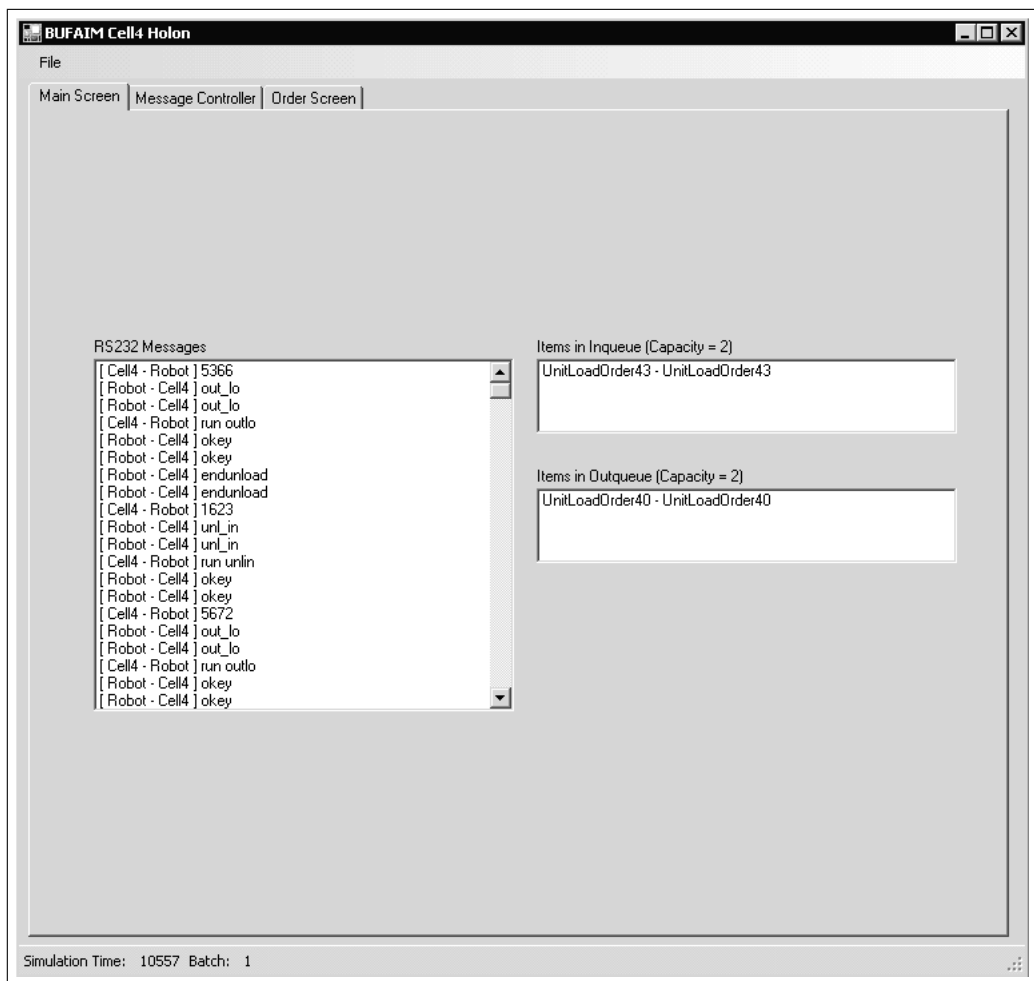 BUFAIM Cell4 Holon
File
Main Screen Message Controller Order Screen
RS232 Messages
[ Cell4 - Robot ] 5366
[ Robot - Cell4 ] out_lo
[ Robot - Cell4 ] out_lo
[ Cell4 - Robot ] run outlo
[ Robot - Cell4 ] okey
[ Robot - Cell4 ] okey
[ Robot - Cell4 ] endunload
[ Robot - Cell4 ] endunload
[ Cell4 - Robot ] 1623
[ Robot - Cell4 ] unl_in
[ Robot - Cell4 ] unl_in
[ Cell4 - Robot ] run unlin
[ Robot - Cell4 ] okey
[ Robot - Cell4 ] okey
[ Cell4 - Robot ] 5672
[ Robot - Cell4 ] out_lo
[ Robot - Cell4 ] out_lo
[ Cell4 - Robot ] run outlo
[ Robot - Cell4 ] okey
[ Robot - Cell4 ] okey
Items in Inqueue (Capacity = 2)
UnitLoadOrder43 - UnitLoadOrder43
Items in Outqueue (Capacity = 2)
UnitLoadOrder40 - UnitLoadOrder40
Simulation Time: 10557 Batch: 1